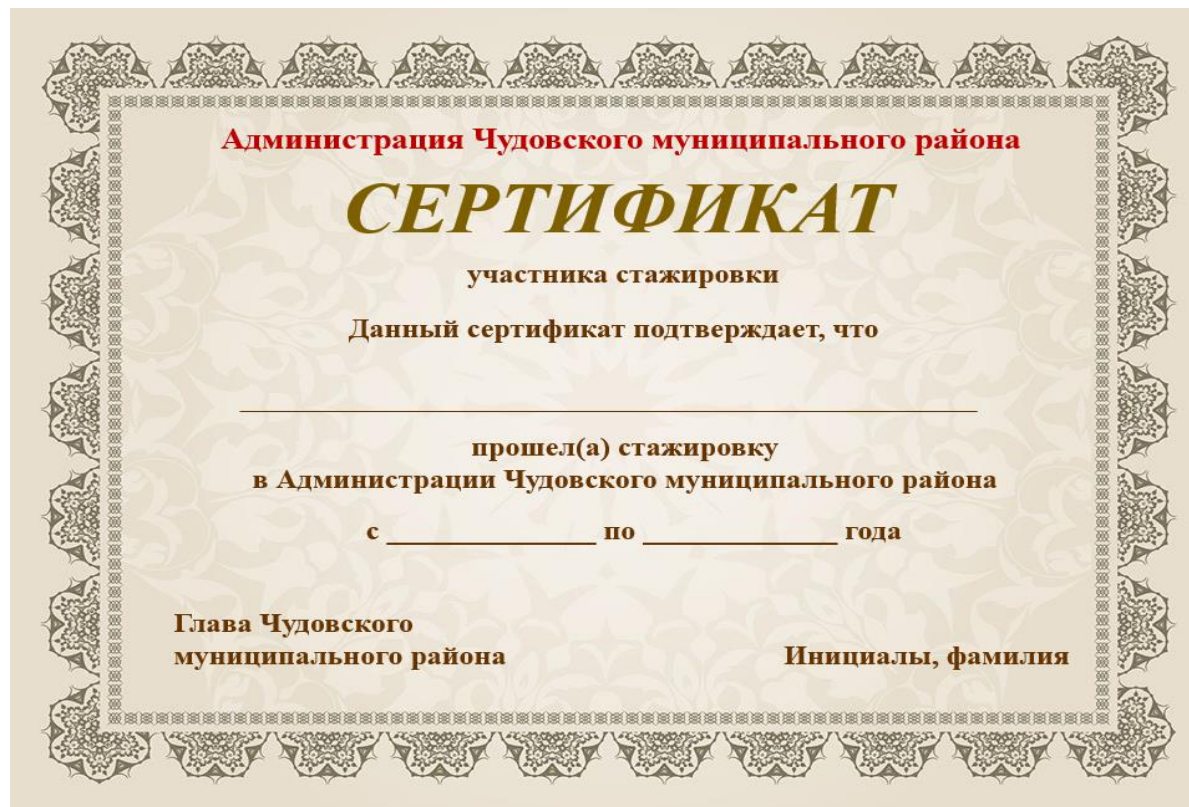 Администрация Чудовского муниципального района
СЕРТИФИКАТ
участника стажировки
Данный сертификат подтверждает, что
прошел(а) стажировку
в Администрации Чудовского муниципального района
с _______________ по ______________ года
Глава Чудовского
муниципального района Инициалы, фамилия